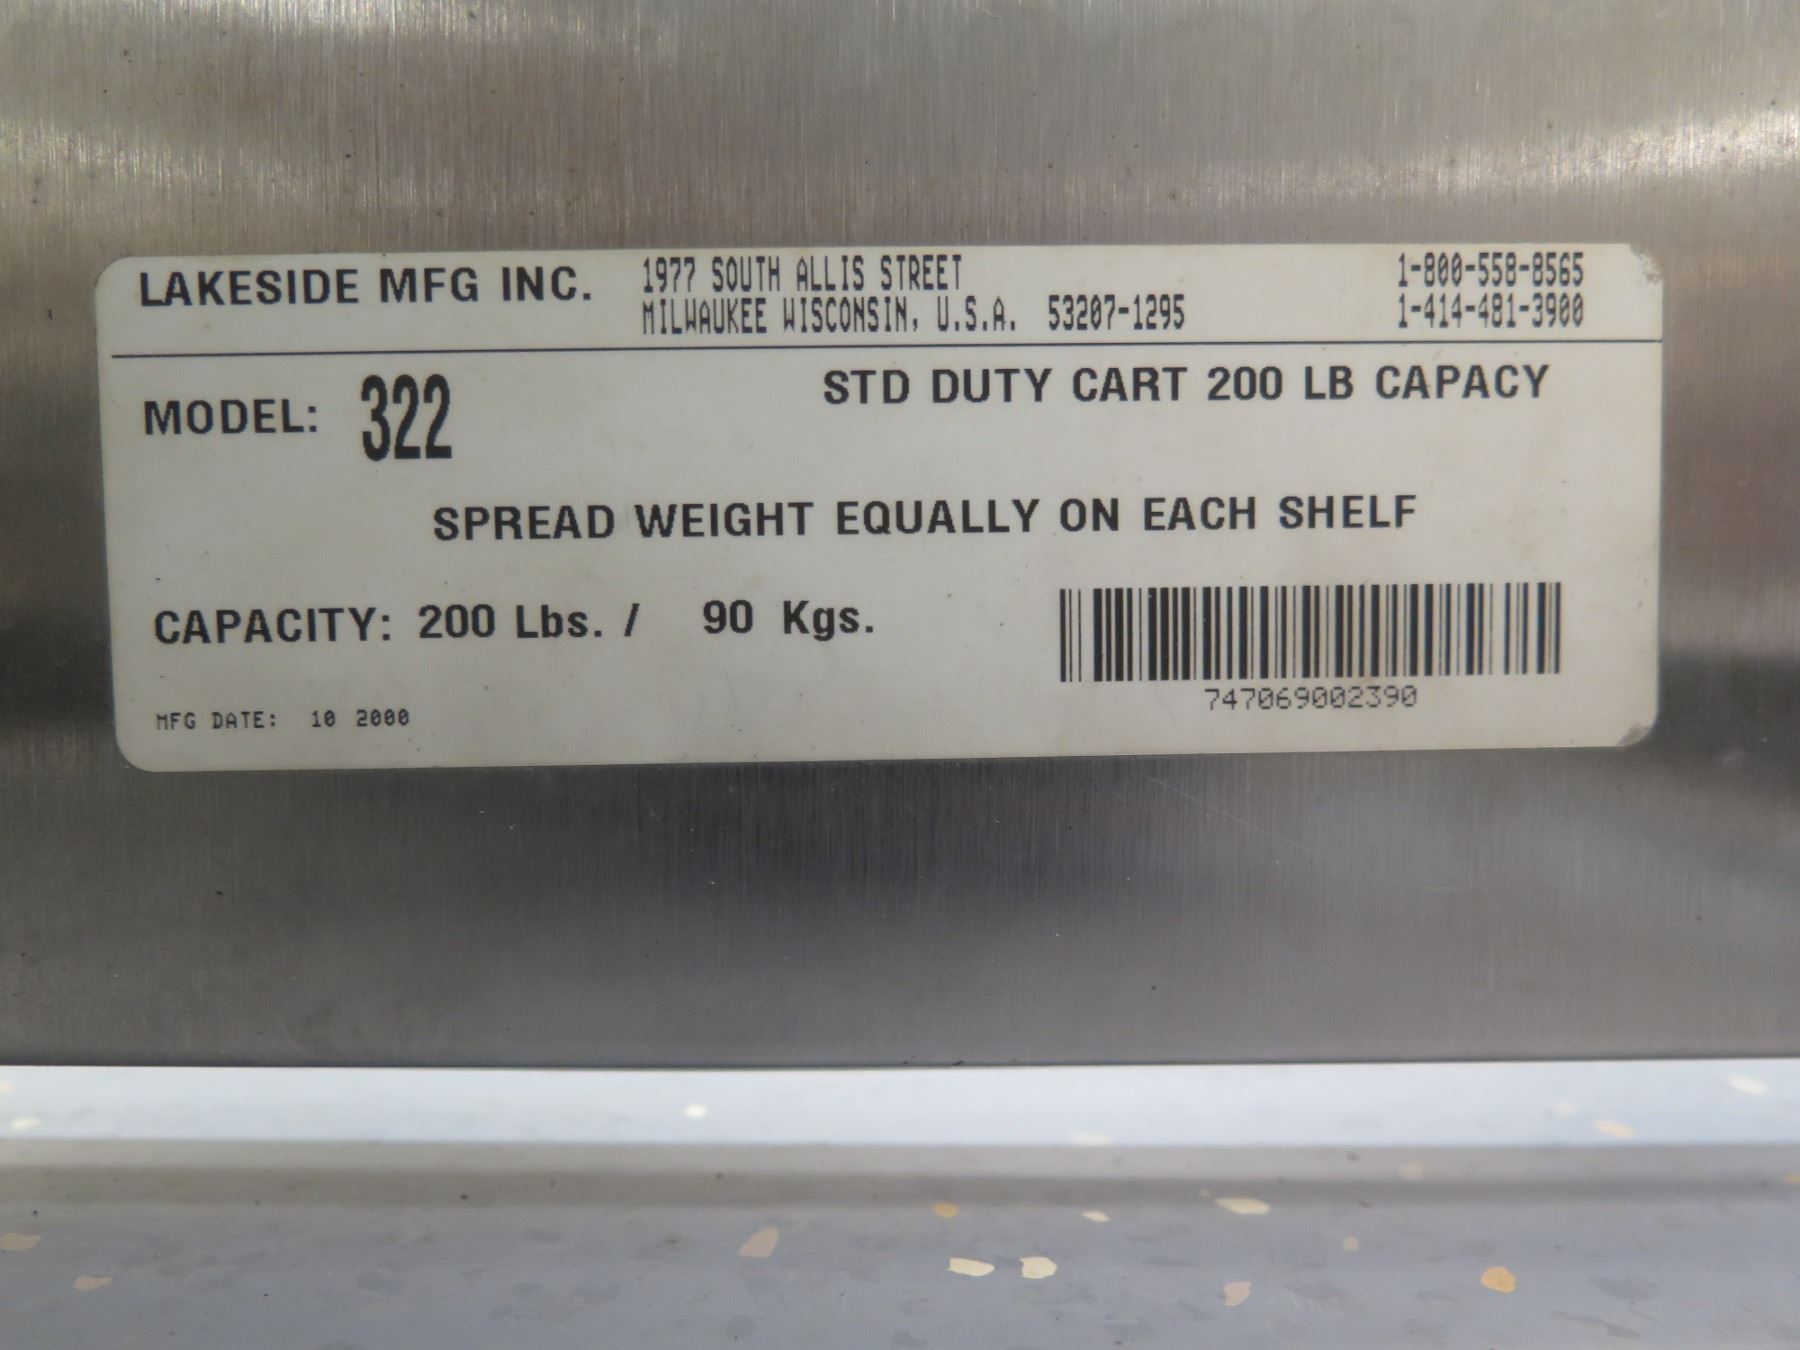 LAKESIDE MFG INC.
1977 SOUTH ALLIS STREET
MILWAUKEE WISCONSIN, U.S.A. 53207-1295
1-800-558-8565
1-414-481-3900
MODEL: 322
STD DUTY CART 200 LB CAPACY
SPREAD WEIGHT EQUALLY ON EACH SHELF
CAPACITY: 200 Lbs. / 90 Kgs.
747069002390
MFG DATE: 10 2000